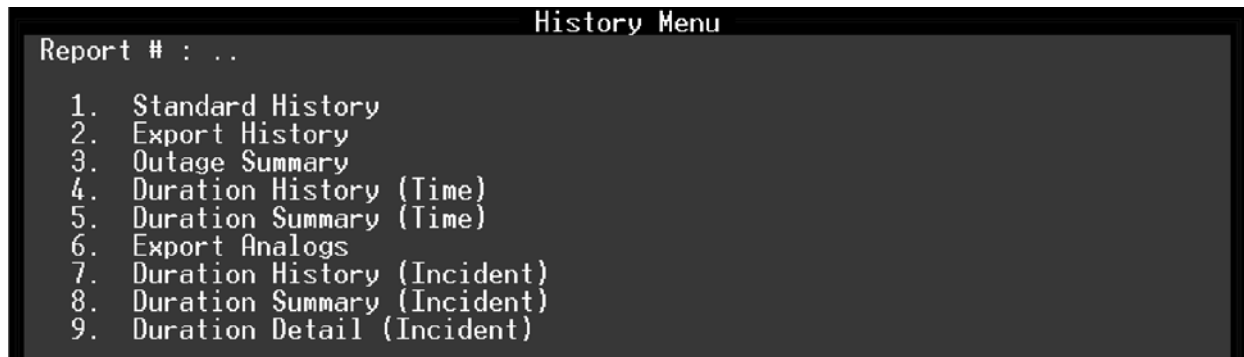 History Menu
Report # : ..
1. Standard History
2. Export History
3. Outage Summary
4. Duration History (Time)
5. Duration Summary (Time)
6. Export Analogs
7. Duration History (Incident)
8. Duration Summary (Incident)
9. Duration Detail (Incident)